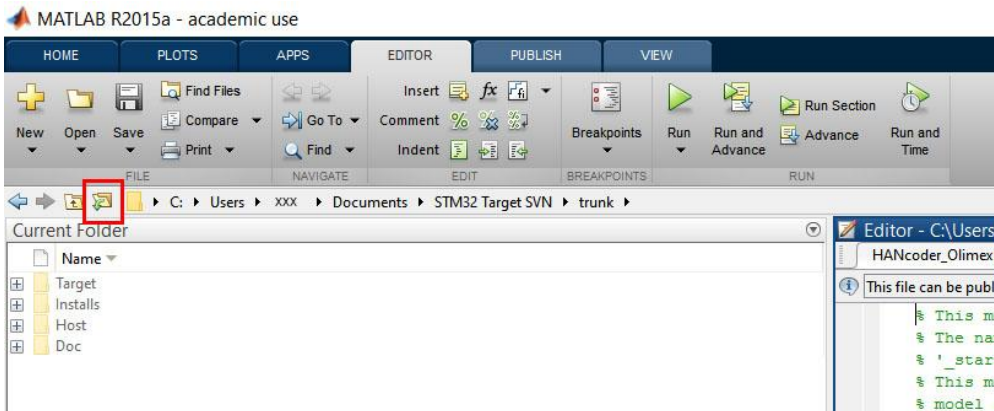 MATLAB R2015a - academic use
HOME PLOTS APPS EDITOR PUBLISH VIEW
New Open Save Find Files Compare Print
Go To Find
Insert fx fi
Comment % %
Indent
Breakpoints
Run Run and Advance Run Section Advance Run and Time
FILE NAVIGATE EDIT BREAKPOINTS RUN
C: Users XXX Documents STM32 Target SVN trunk
Current Folder
Name
Target
Installs
Host
Doc
Editor - C:\Users
HANcoder_Olimex
This file can be publ
% This m
% The na
% '_star
% This m
% model